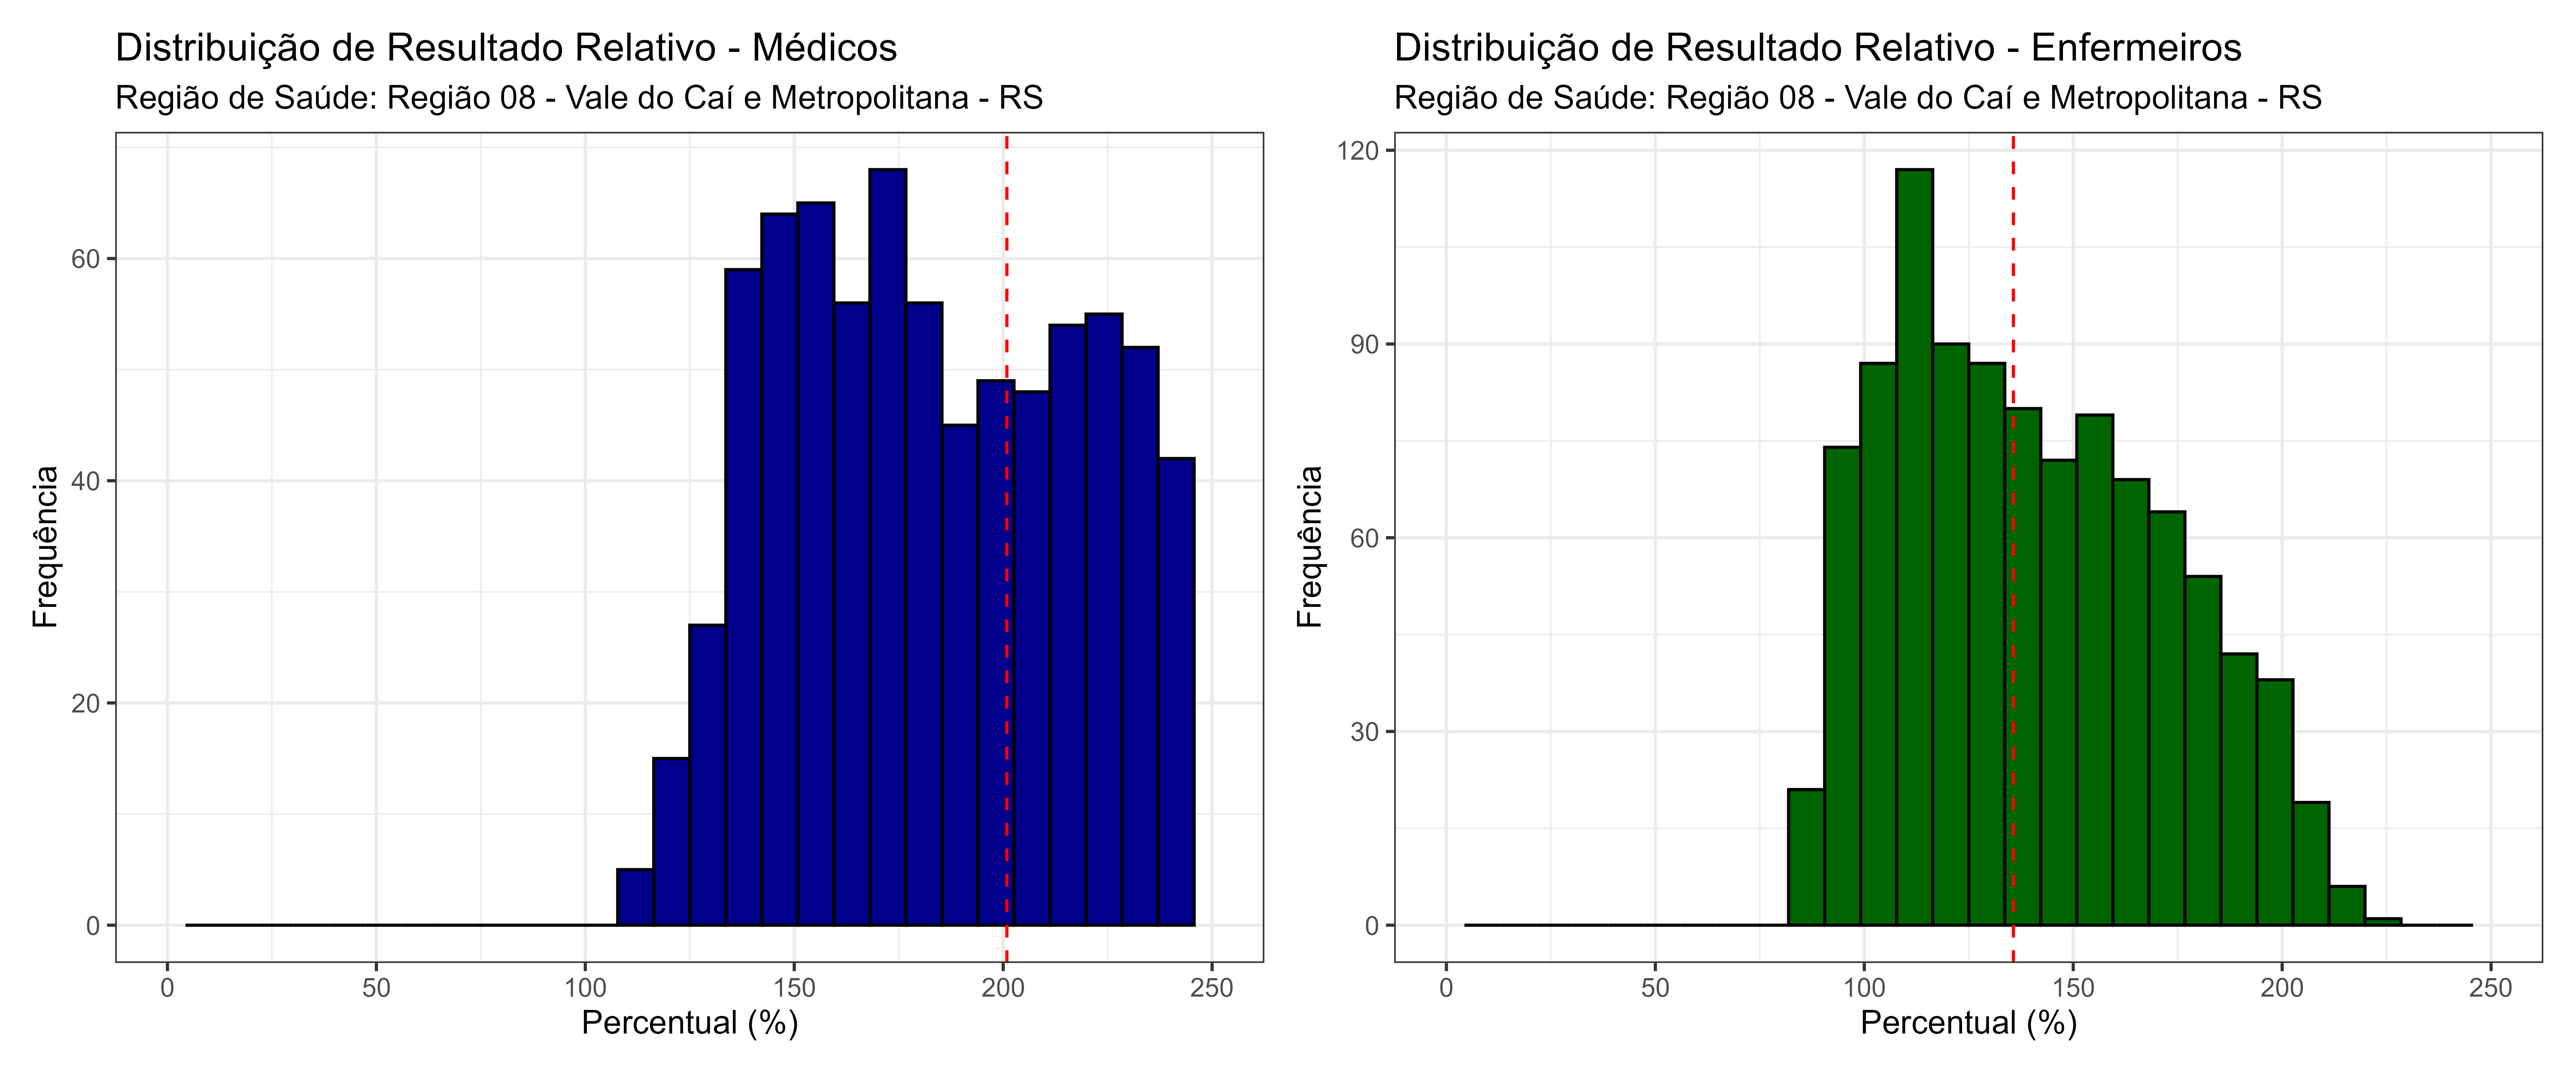 Distribuição de Resultado Relativo - Médicos
Região de Saúde: Região 08 - Vale do Caí e Metropolitana - RS
60
40
20
0
Frequência
0 50 100 150 200 250
Percentual (%)
Distribuição de Resultado Relativo - Enfermeiros
Região de Saúde: Região 08 - Vale do Caí e Metropolitana - RS
120
90
60
30
0
Frequência
0 50 100 150 200 250
Percentual (%)